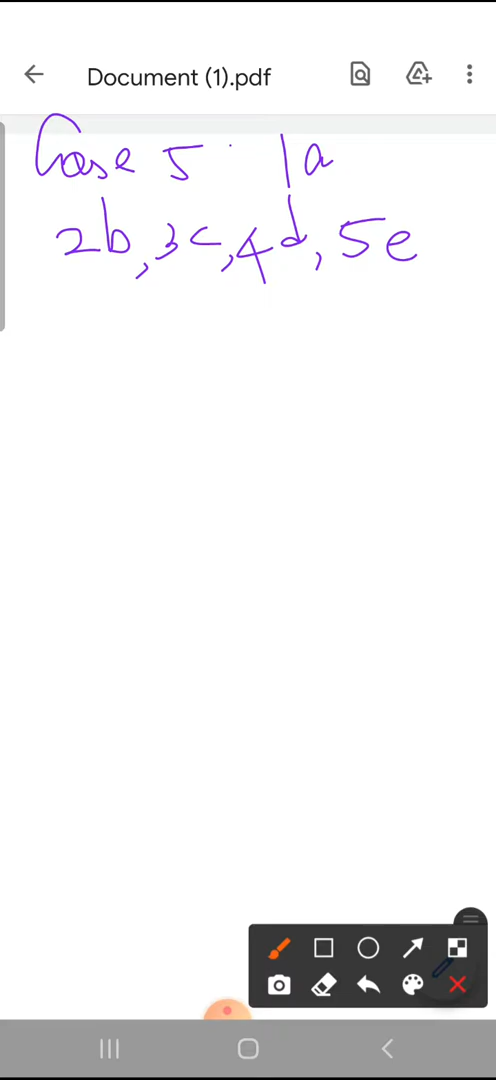 Document (1).pdf
Case 5 : 1a
2b, 3c, 4d, 5e